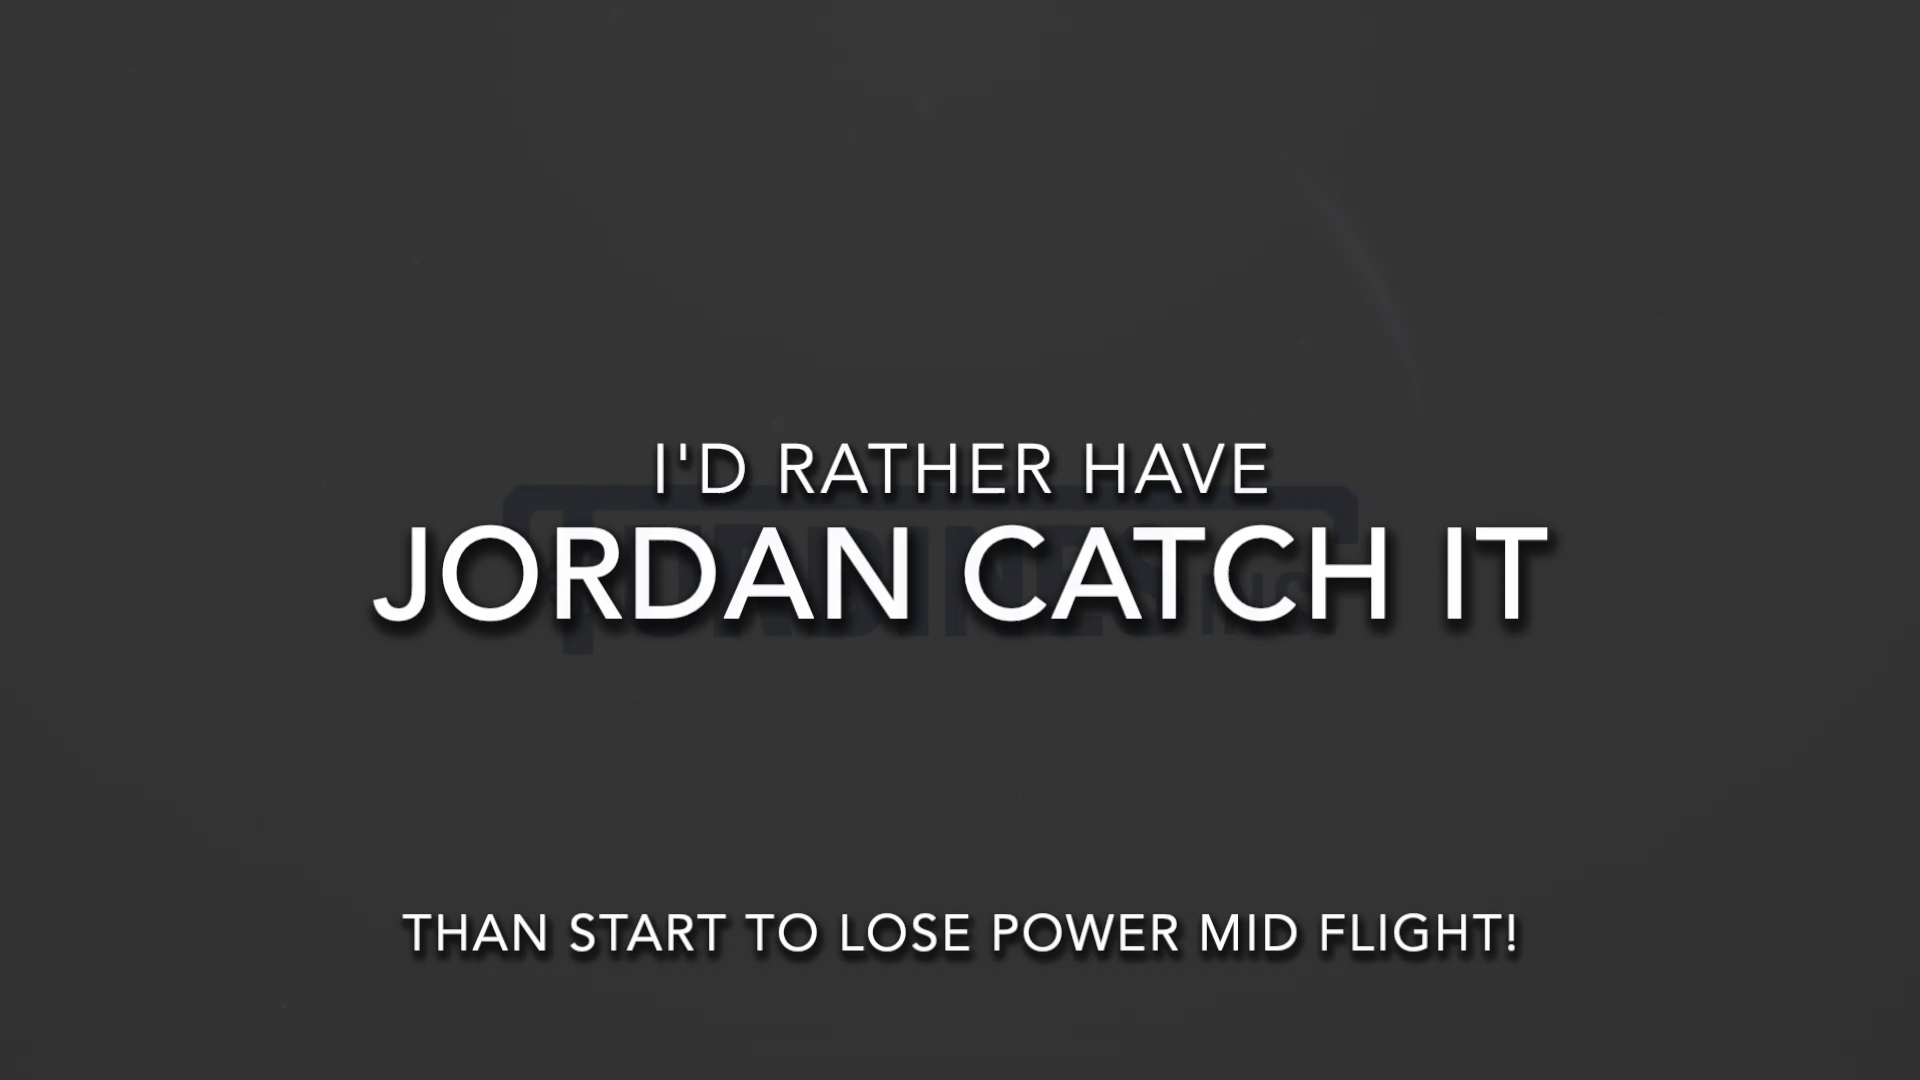 I'D RATHER HAVE
JORDAN CATCH IT
THAN START TO LOSE POWER MID FLIGHT!